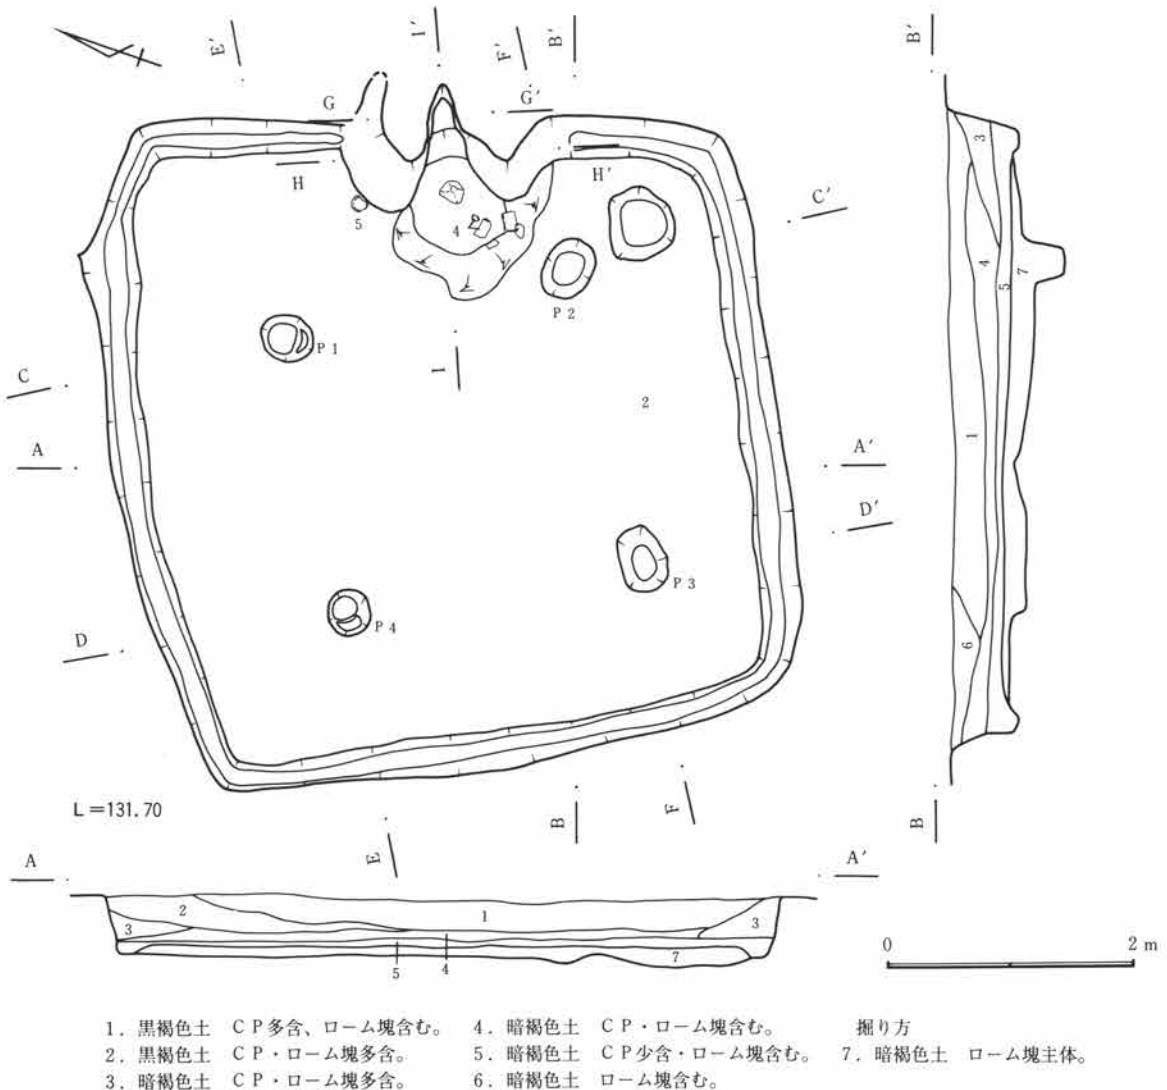 E′
I′
F′
B′
B′
G
G′
H
H′
5
4
C′
P2
P1
I
C
2
A
A′
D′
P3
P4
D
3
4
5
7
1
6
L=131.70
B
F
B
E
A
A′
2
1
3
3
7
5
4
0
2m
1. 黒褐色土 CP多含、ローム塊含む。
2. 黒褐色土 CP・ローム塊多含。
3. 暗褐色土 CP・ローム塊多含。
4. 暗褐色土 CP・ローム塊含む。
5. 暗褐色土 CP少含・ローム塊含む。
6. 暗褐色土 ローム塊含む。
掘り方
7. 暗褐色土 ローム塊主体。